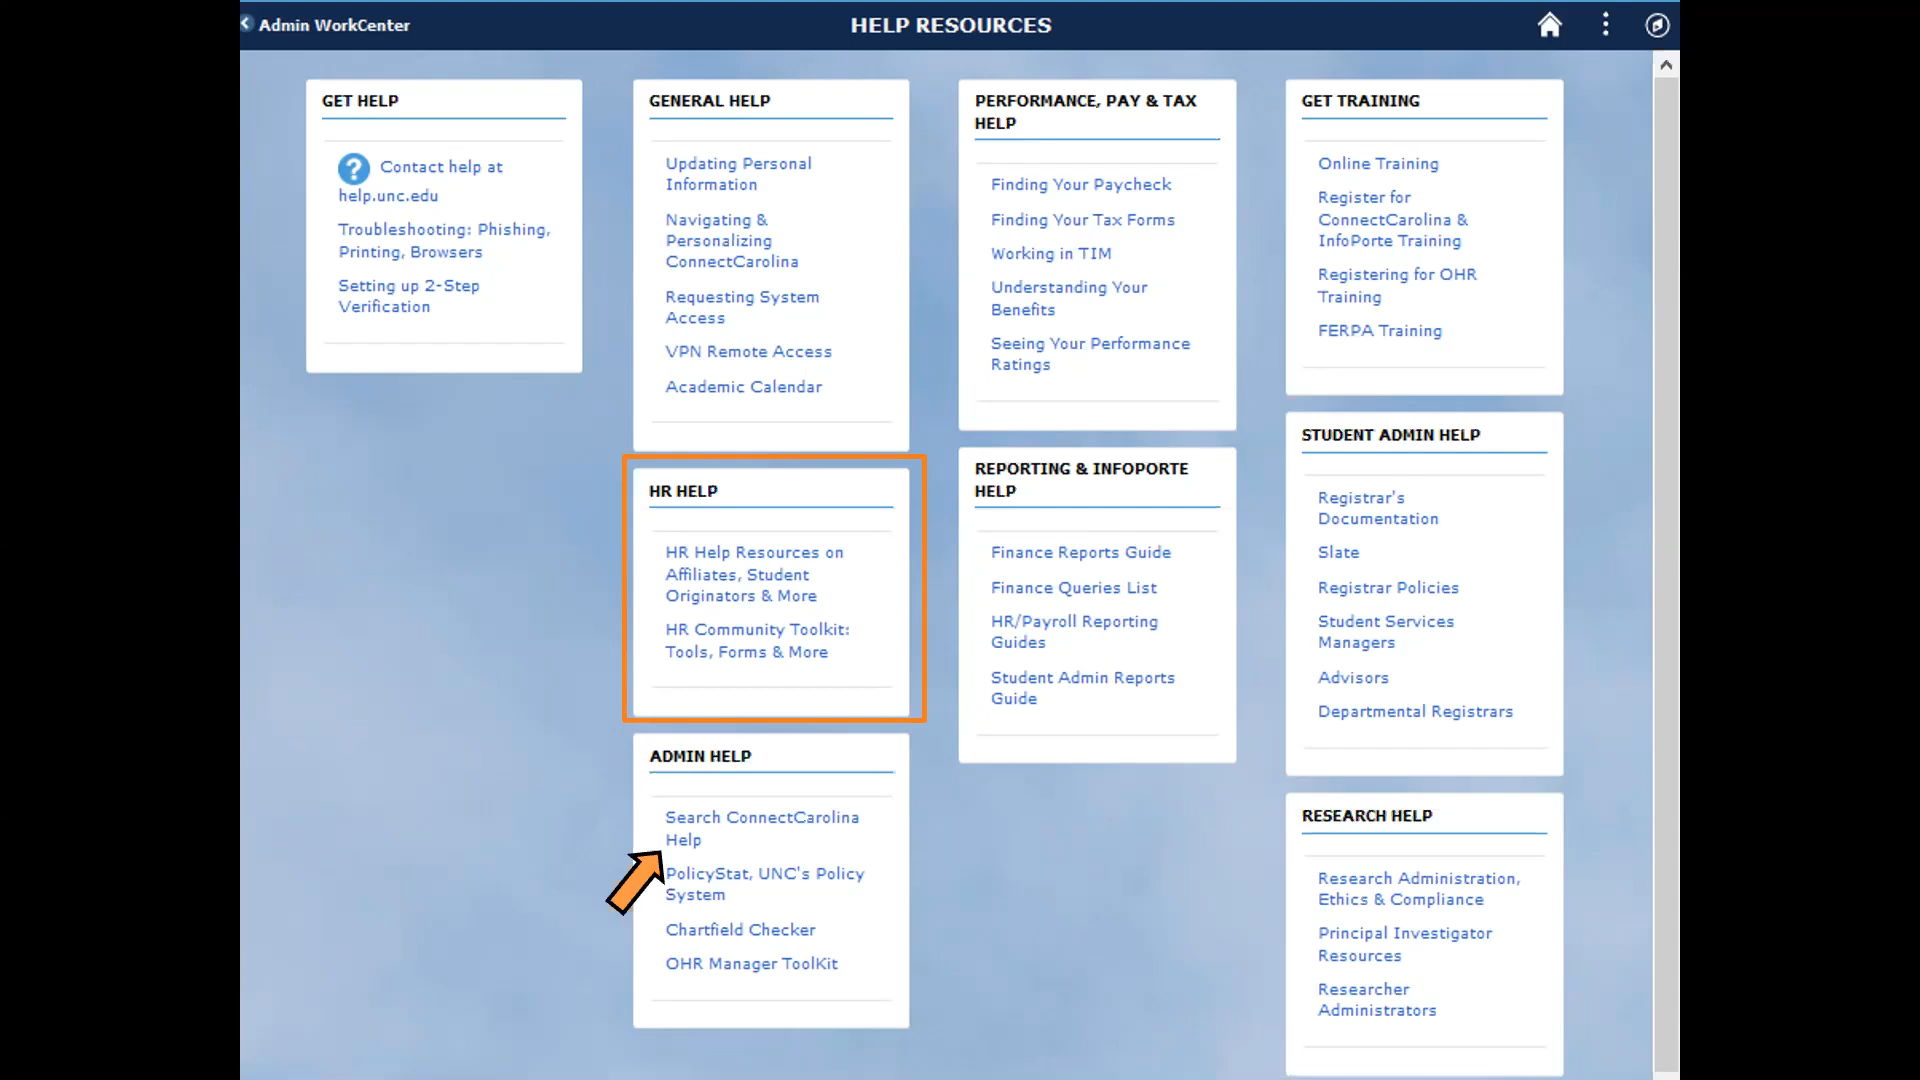 Admin WorkCenter
HELP RESOURCES
GET HELP
Contact help at
help.unc.edu
Troubleshooting: Phishing,
Printing, Browsers
Setting up 2-Step
Verification
GENERAL HELP
Updating Personal
Information
Navigating &
Personalizing
ConnectCarolina
Requesting System
Access
VPN Remote Access
Academic Calendar
HR HELP
HR Help Resources on
Affiliates, Student
Originators & More
HR Community Toolkit:
Tools, Forms & More
ADMIN HELP
Search ConnectCarolina
Help
PolicyStat, UNC's Policy
System
Chartfield Checker
OHR Manager ToolKit
PERFORMANCE, PAY & TAX
HELP
Finding Your Paycheck
Finding Your Tax Forms
Working in TIM
Understanding Your
Benefits
Seeing Your Performance
Ratings
REPORTING & INFOPORTE
HELP
Finance Reports Guide
Finance Queries List
HR/Payroll Reporting
Guides
Student Admin Reports
Guide
GET TRAINING
Online Training
Register for
ConnectCarolina &
InfoPorte Training
Registering for OHR
Training
FERPA Training
STUDENT ADMIN HELP
Registrar's
Documentation
Slate
Registrar Policies
Student Services
Managers
Advisors
Departmental Registrars
RESEARCH HELP
Research Administration,
Ethics & Compliance
Principal Investigator
Resources
Researcher
Administrators